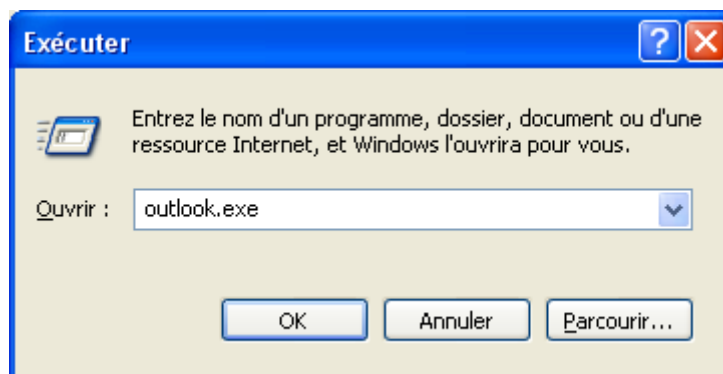 Exécuter
Entrez le nom d'un programme, dossier, document ou d'une
ressource Internet, et Windows l'ouvrira pour vous.
Ouvrir : outlook.exe
OK Annuler Parcourir...